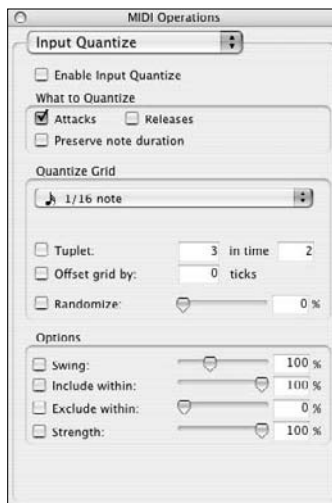 MIDI Operations
Input Quantize
Enable Input Quantize
What to Quantize
Attacks Releases
Preserve note duration
Quantize Grid
1/16 note
Tuplet: 3 in time 2
Offset grid by: 0 ticks
Randomize: 0 %
Options
Swing: 100 %
Include within: 100 %
Exclude within: 0 %
Strength: 100 %